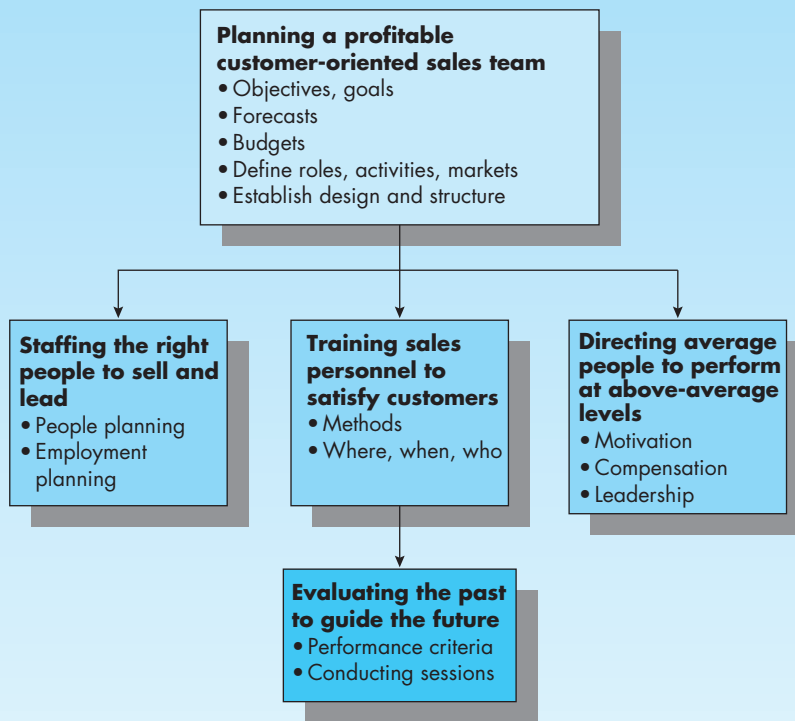 Planning a profitable
customer-oriented sales team
• Objectives, goals
• Forecasts
• Budgets
• Define roles, activities, markets
• Establish design and structure
Staffing the right
people to sell and
lead
• People planning
• Employment
planning
Training sales
personnel to
satisfy customers
• Methods
• Where, when, who
Directing average
people to perform
at above-average
levels
• Motivation
• Compensation
• Leadership
Evaluating the past
to guide the future
• Performance criteria
• Conducting sessions